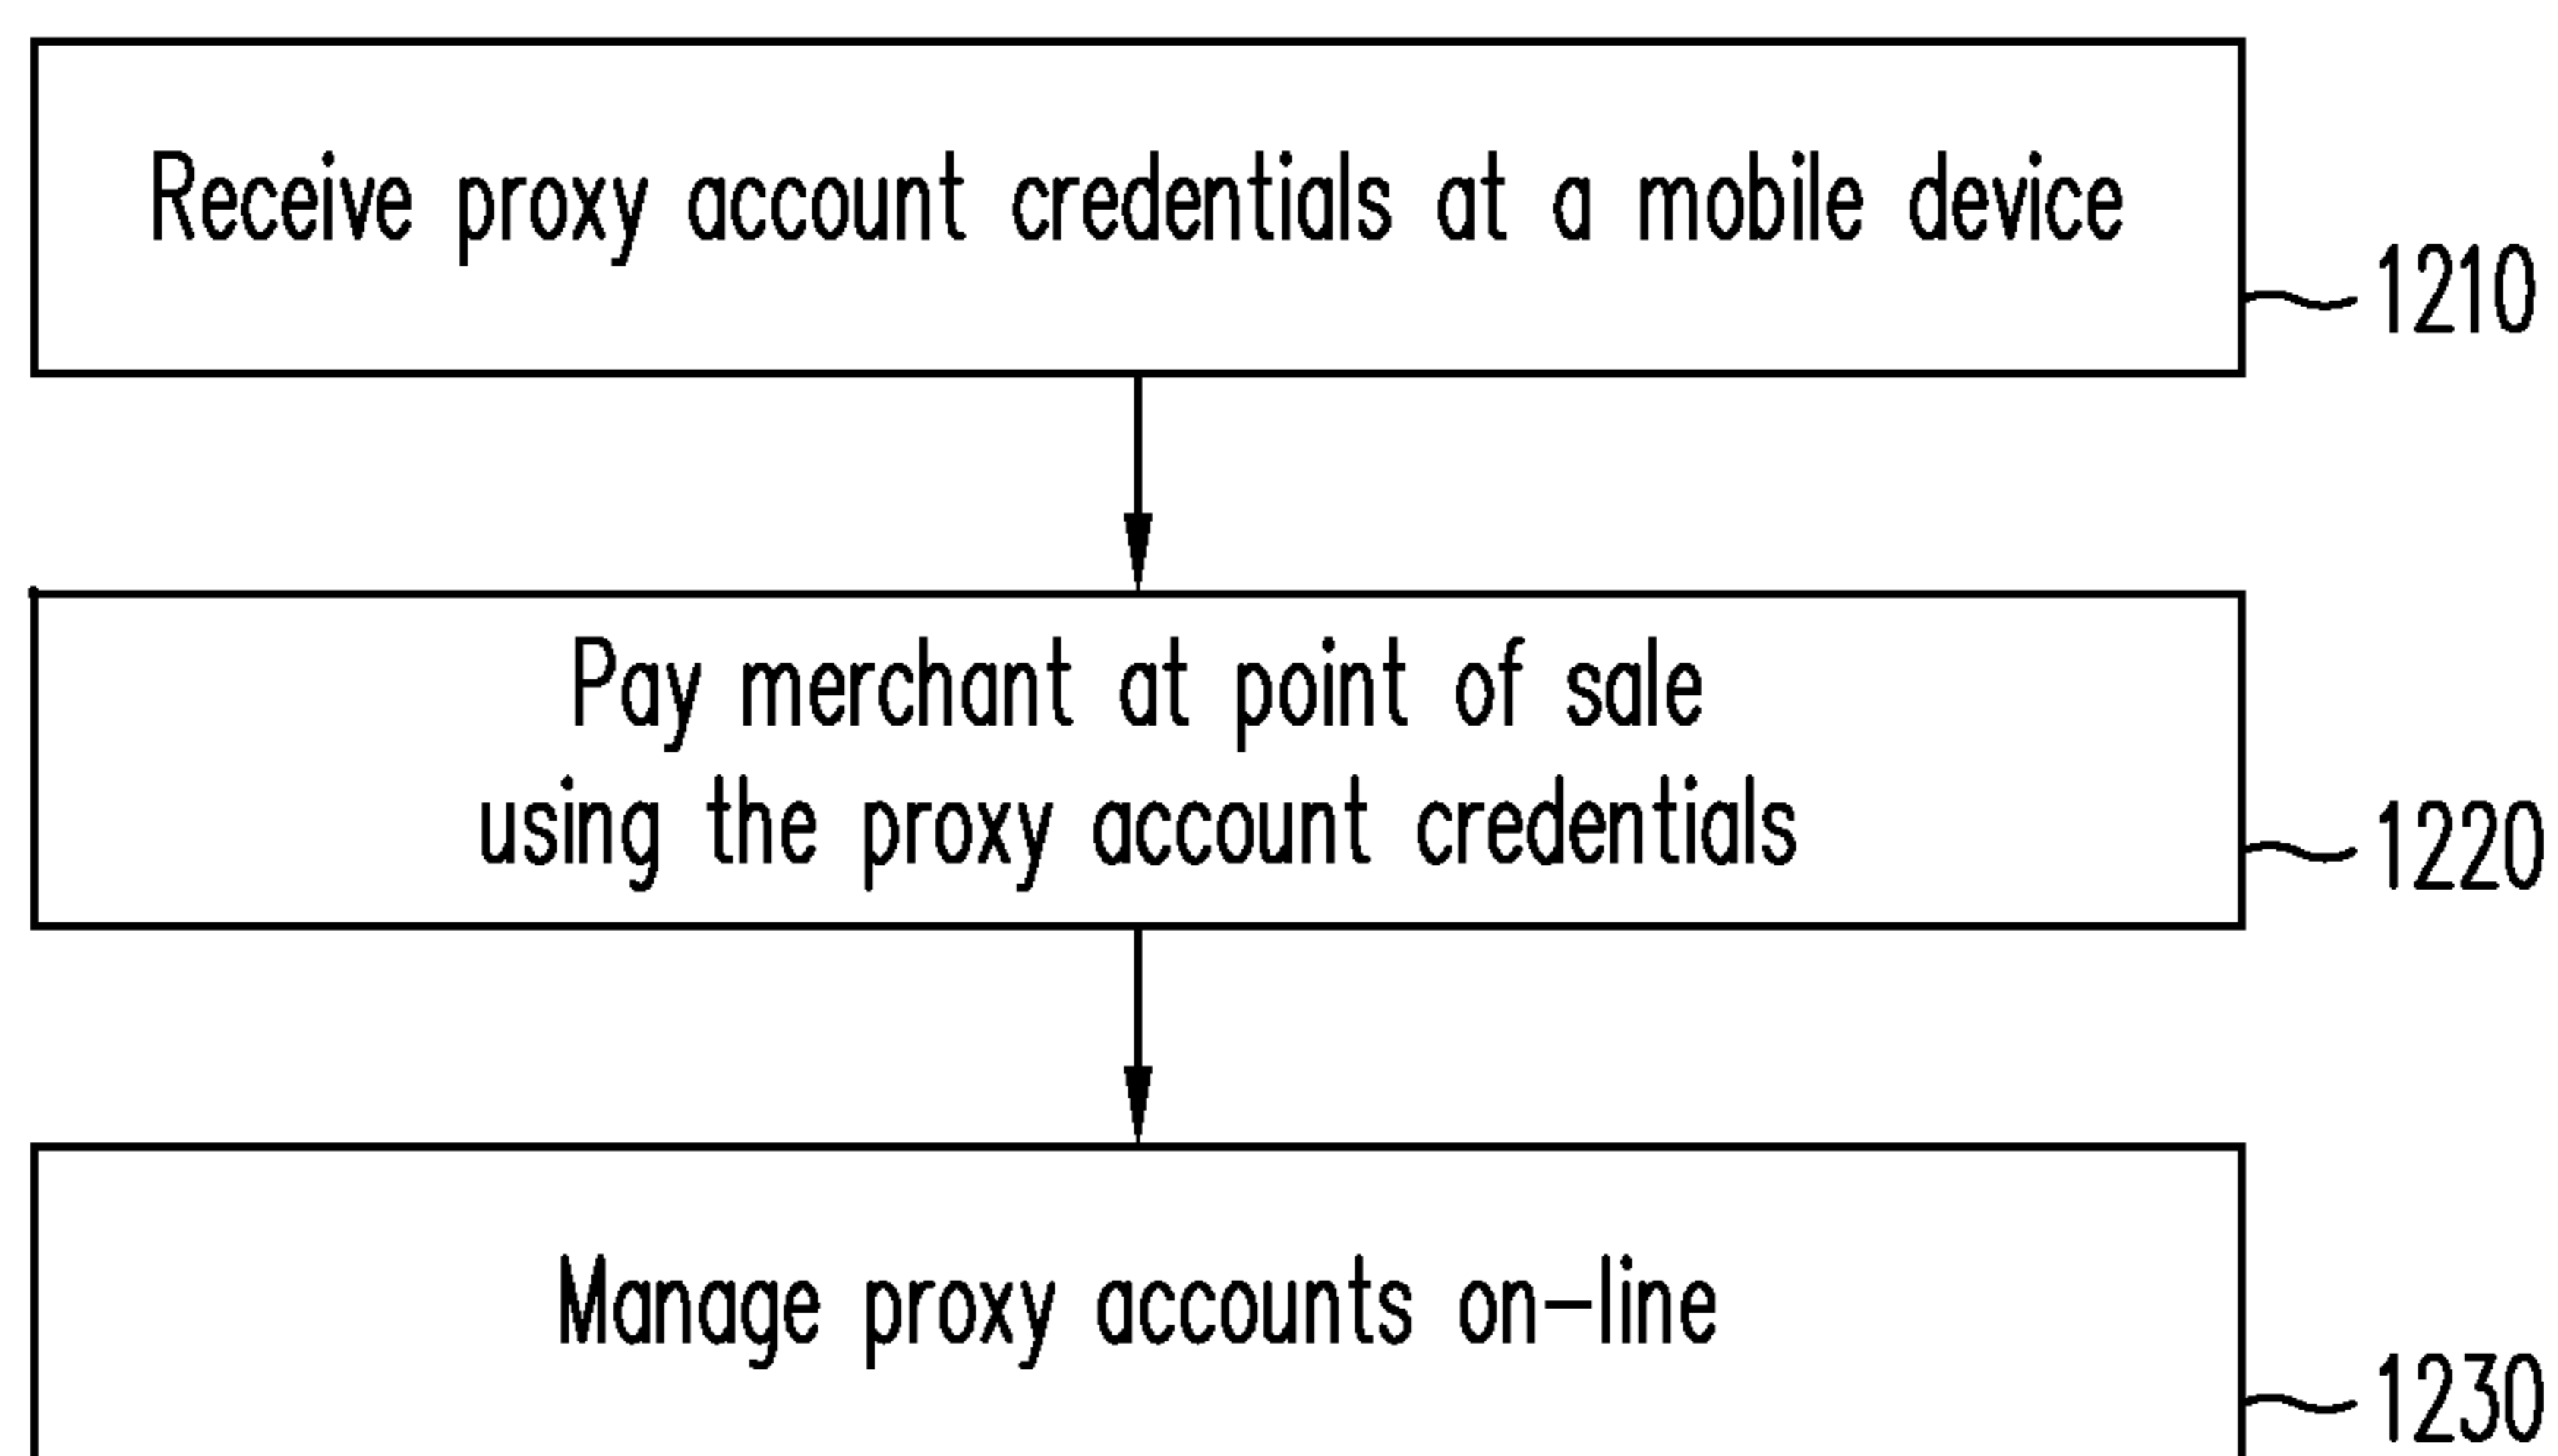 Receive proxy account credentials at a mobile device
1210
Pay merchant at point of sale
using the proxy account credentials
1220
Manage proxy accounts on-line
1230